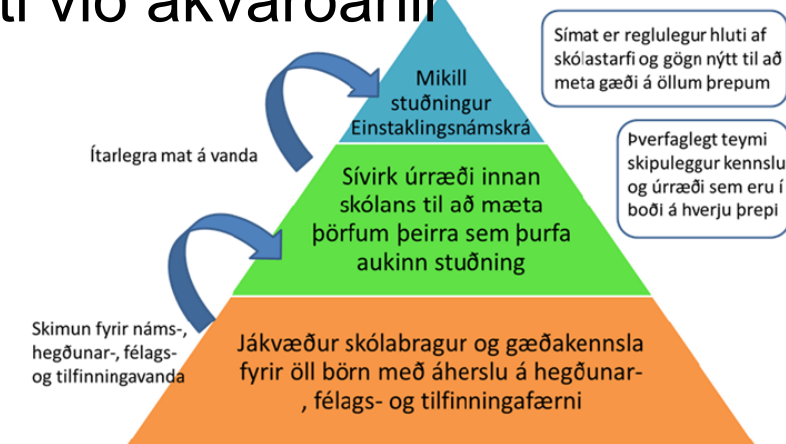 við ákvarðanir
Símat er reglulegur hluti af
skólastarfi og gögn nýtt til að
meta gæði á öllum þrepum
Mikill
stuðningur
Einstaklingsnámskrá
Þverfaglegt teymi
skipuleggur kennslu
og úrræði sem eru í
boði á hverju þrepi
Ítarlegra mat á vanda
Sívirk úrræði innan
skólans til að mæta
þörfum þeirra sem þurfa
aukinn stuðning
Skimun fyrir náms-,
hegðunar-, félags-
og tilfinningavanda
Jákvæður skólabragur og gæðakennsla
fyrir öll börn með áherslu á hegðunar-
, félags- og tilfinningafærni